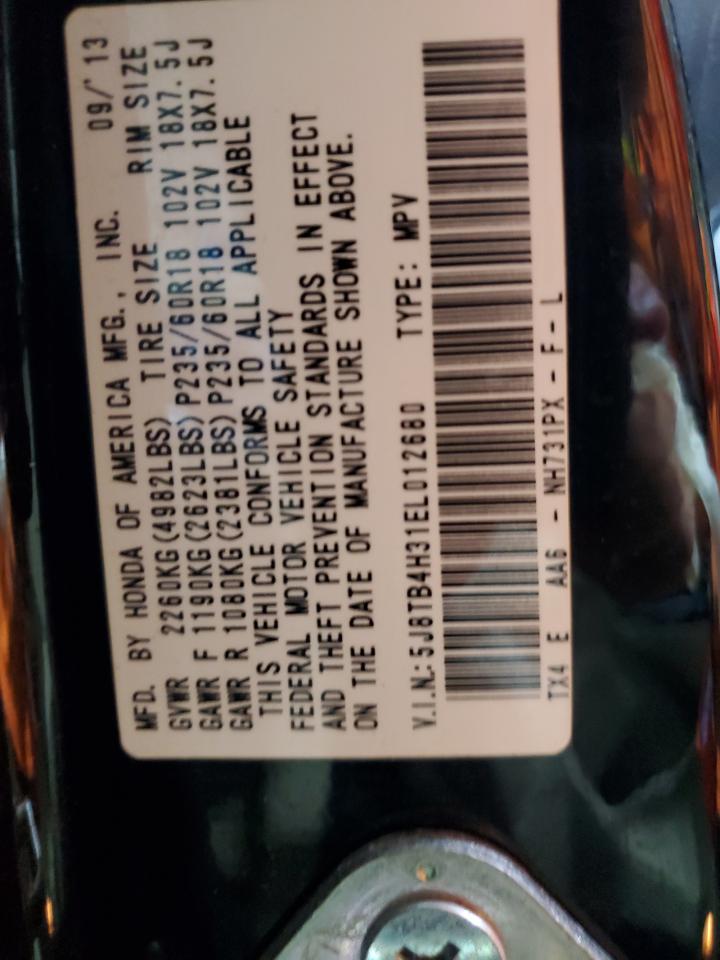 MFD. BY HONDA OF AMERICA MFG., INC. 09/'13
GVWR 2260KG(4982LBS) TIRE SIZE RIM SIZE
GAWR F 1190KG(2623LBS) P235/60R18 102V 18X7.5J
GAWR R 1080KG(2381LBS) P235/60R18 102V 18X7.5J
THIS VEHICLE CONFORMS TO ALL APPLICABLE
FEDERAL MOTOR VEHICLE SAFETY
AND THEFT PREVENTION STANDARDS IN EFFECT
ON THE DATE OF MANUFACTURE SHOWN ABOVE.
V.I.N.: 5J8TB4H31EL012680 TYPE: MPV
TX4 E AA6 - NH731PX - F - L